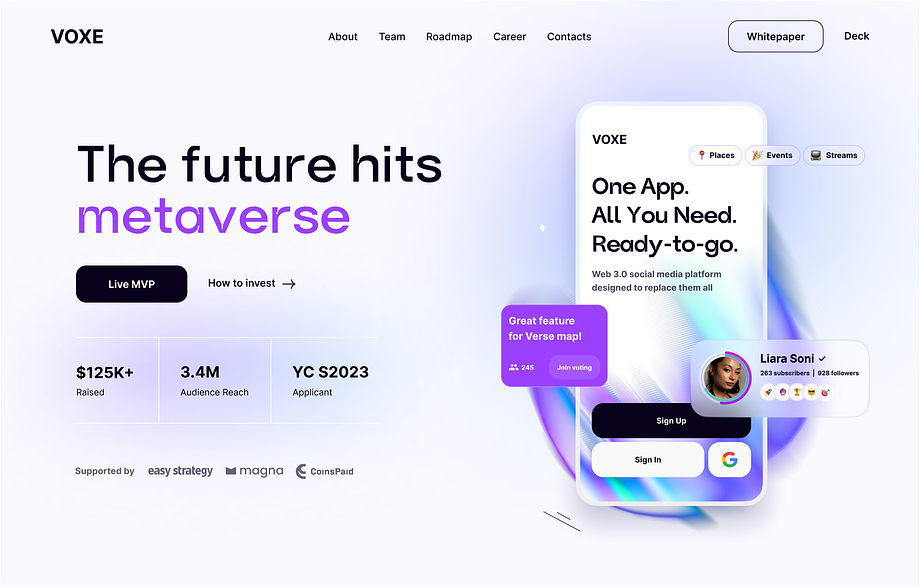 VOXE
About
Team
Roadmap
Career
Contacts
Whitepaper
Deck
The future hits
metaverse
Live MVP
How to invest
$125K+
Raised
3.4M
Audience Reach
YC S2023
Applicant
Supported by
easy strategy
magna
CoinsPaid
VOXE
Places
Events
Streams
One App.
All You Need.
Ready-to-go.
Web 3.0 social media platform
designed to replace them all
Great feature
for Verse map!
245
Join voting
Liara Soni
263 subscribers | 928 followers
Sign Up
Sign In